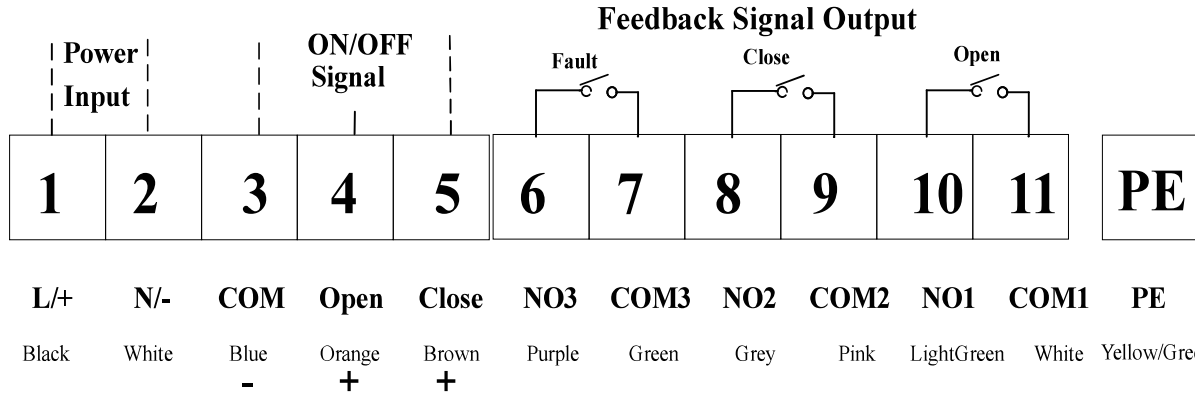 Feedback Signal Output
Power
Input
ON/OFF
Signal
Fault
Close
Open
1 2 3 4 5 6 7 8 9 10 11 PE
L/+ N/- COM Open Close NO3 COM3 NO2 COM2 NO1 COM1 PE
Black White Blue Orange Brown Purple Green Grey Pink LightGreen White Yellow/Gree
- + +